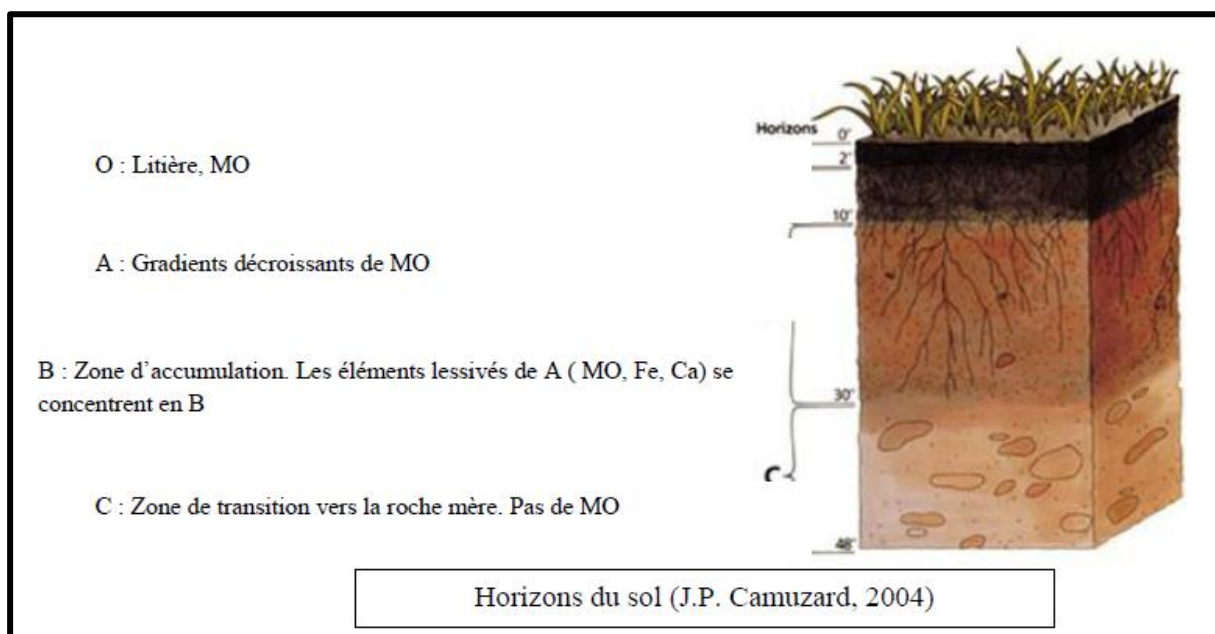 Horizons
0"
O : Litière, MO
2"
10"
A : Gradients décroissants de MO
B : Zone d'accumulation. Les éléments lessivés de A ( MO, Fe, Ca) se
concentrent en B
30"
C
C : Zone de transition vers la roche mère. Pas de MO
48"
Horizons du sol (J.P. Camuzard, 2004)